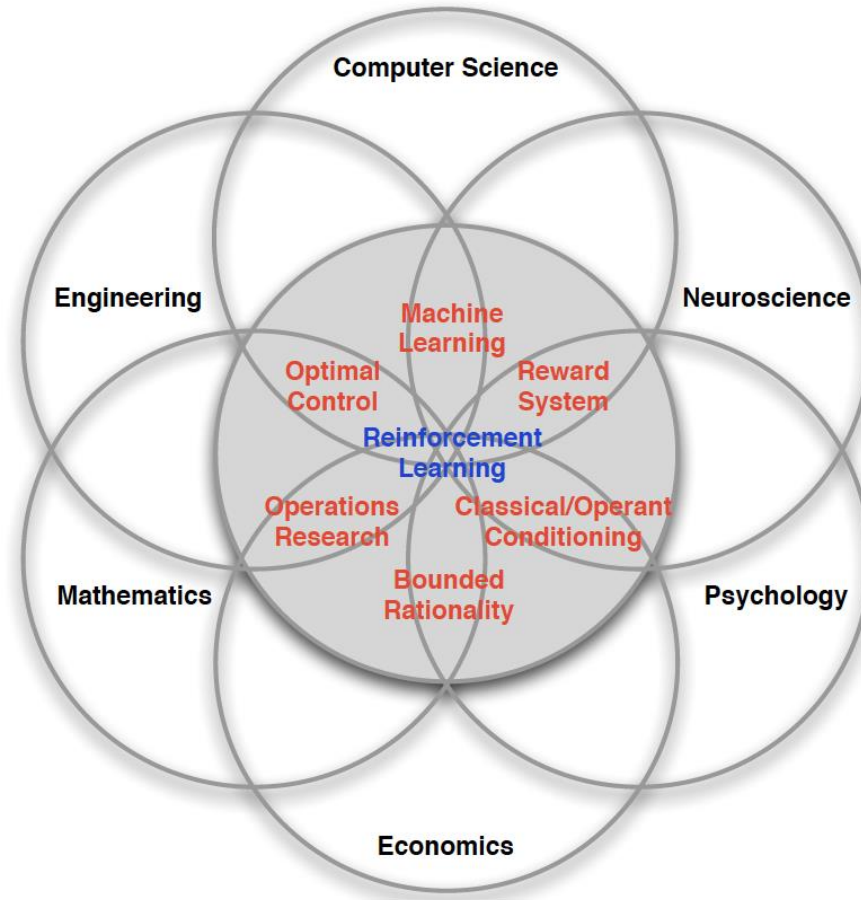 Computer Science
Engineering
Neuroscience
Machine
Learning
Optimal
Control
Reward
System
Reinforcement
Learning
Operations
Research
Classical/Operant
Conditioning
Bounded
Rationality
Mathematics
Psychology
Economics